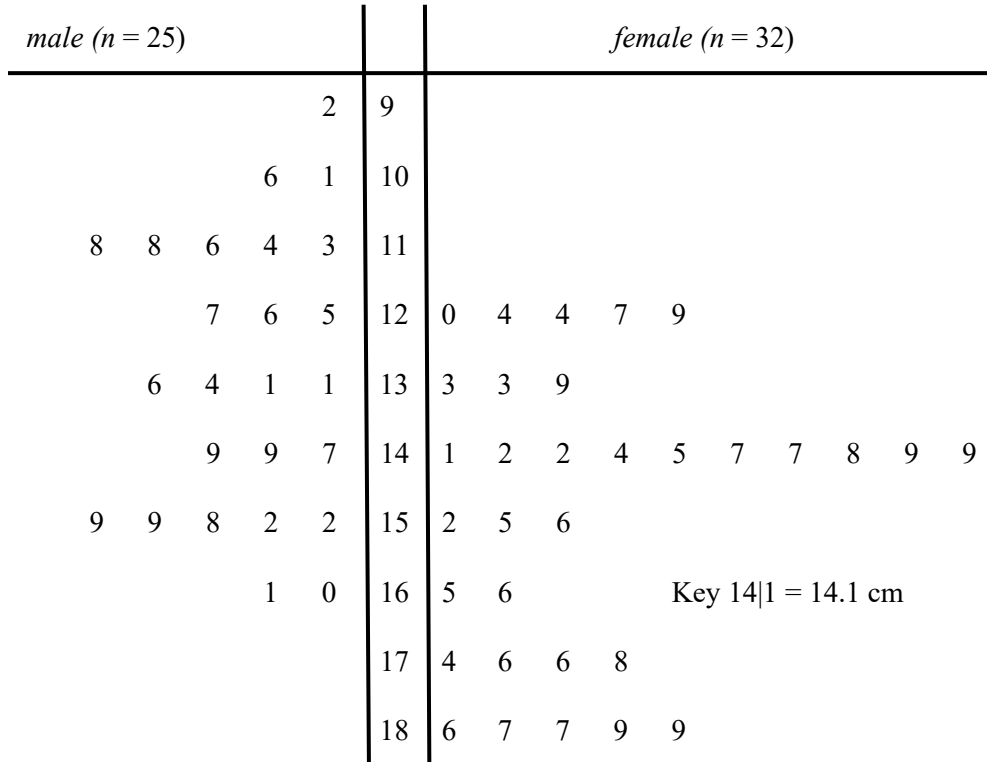 male (n = 25) female (n = 32)
2 9
6 1 10
8 8 6 4 3 11
7 6 5 12 0 4 4 7 9
6 4 1 1 13 3 3 9
9 9 7 14 1 2 2 4 5 7 7 8 9 9
9 9 8 2 2 15 2 5 6
1 0 16 5 6 Key 14|1 = 14.1 cm
17 4 6 6 8
18 6 7 7 9 9